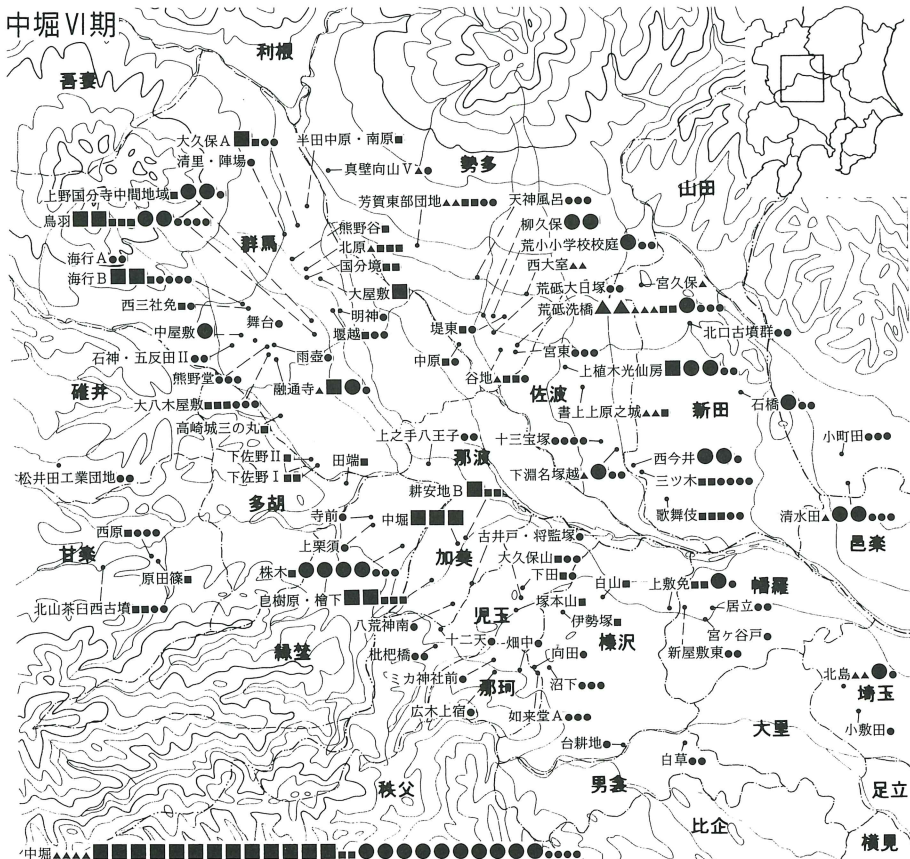 中堀Ⅵ期
利根
吾妻
大久保A■■●●
半田中原・南原■
清里・陣場●
真壁向山Ⅴ▲●
勢多
山田
上野国分寺中間地域■●●●
芳賀東部団地▲▲■■●●
天神風呂●●●
鳥羽■■■■■●●●●●●
熊野谷■
柳久保●●
群馬
北原▲■■■
荒小小学校校庭●●●
海行A●●
国分境■■
西大室▲▲
海行B■■■●●●●
大屋敷■
荒砥大日塚●●
宮久保▲
西三社免■●
荒砥洗橋▲▲▲▲▲■■●●●●
明神●
中屋敷●
舞台●
堰越■●●
堤東■■
北口古墳群●●
石神・五反田Ⅱ●●
雨壺●
中原■●
宮東●●●
熊野堂●●●
融通寺▲■●●
谷地▲■■●
上植木光仙房■●●●●
碓井
佐波
大八木屋敷■■■●●●
書上上原之城▲▲■
新田
石橋●●●
高崎城三の丸■
上之手八王子●●
十三宝塚●●●●
小町田●●●
下佐野Ⅱ■■
田端■
那波
西今井●●●
松井田工業団地●●
下佐野Ⅰ■■
下淵名塚越▲●●●
三ツ木■■●●●●●
多胡
耕安地B■■■
寺前●
中堀■■■
歌舞伎■■■●●
清水田▲●●●●●
西原■●●●
上栗須●
古井戸・将監塚●
甘楽
加美
邑楽
原田篠■
株木■●●●●●●●
大久保山■■●●
下田■●
白山■
上敷免■■●●
幡羅
北山茶臼西古墳■■●●
皀樹原・檜下■■■■■
児玉
塚本山■
居立●●
八荒神南●
伊勢塚■
榛沢
宮ヶ谷戸●
緑埜
十二天●
畑中●
新屋敷東●●
枇杷橋●●
向田●
北島▲▲●●
ミカ神社前●
那珂
沼下●●●
埼玉
広木上宿●
如来堂A●●●
大里
小敷田●
台耕地●
白草●●
秩父
男衾
足立
比企
横見
中堀▲▲▲▲■■■■■■■■■■■■■■■●●●●●●●●●●●●●●